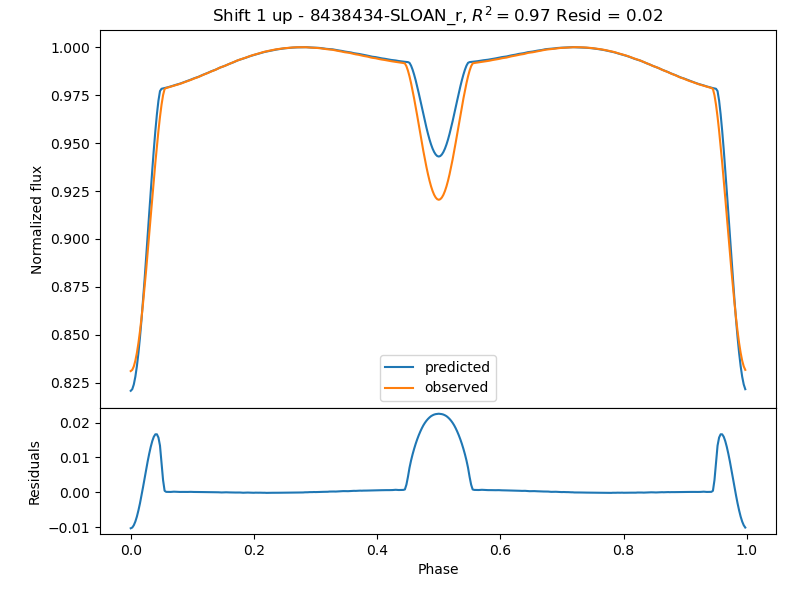 Shift 1 up - 8438434-SLOAN_r, R² = 0.97 Resid = 0.02
1.000
0.975
0.950
0.925
0.900
0.875
0.850
0.825
Normalized flux
predicted
observed
0.02
0.01
0.00
−0.01
Residuals
0.0 0.2 0.4 0.6 0.8 1.0
Phase